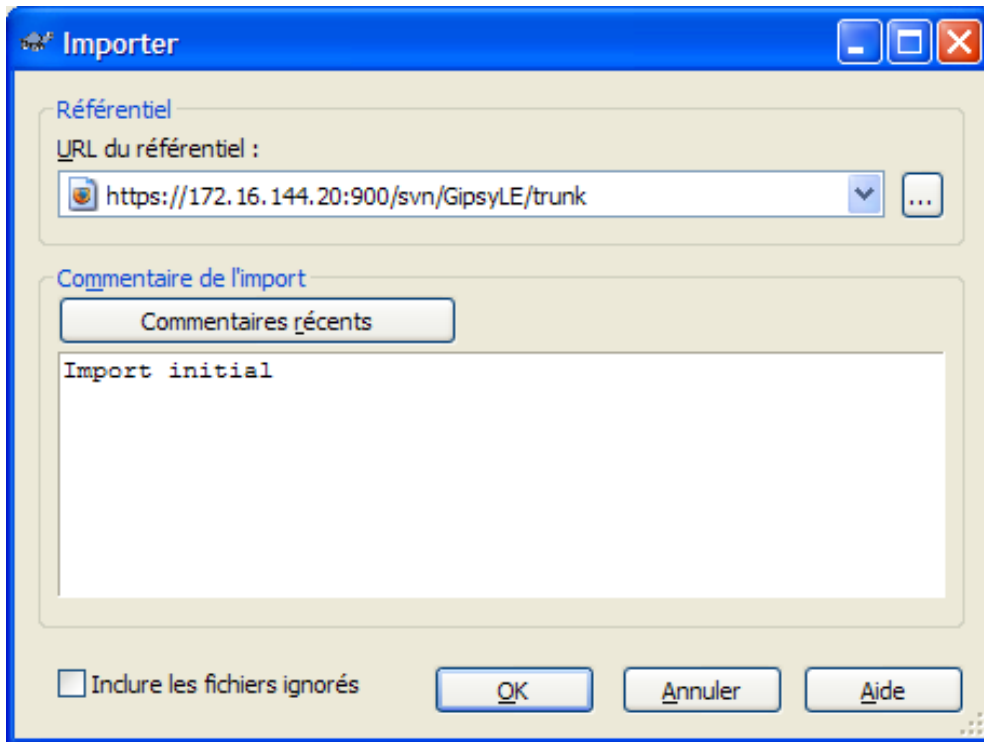 Importer
Référentiel
URL du référentiel :
https://172.16.144.20:900/svn/GipsyLE/trunk
...
Commentaire de l'import
Commentaires récents
Import initial
Inclure les fichiers ignorés
OK
Annuler
Aide